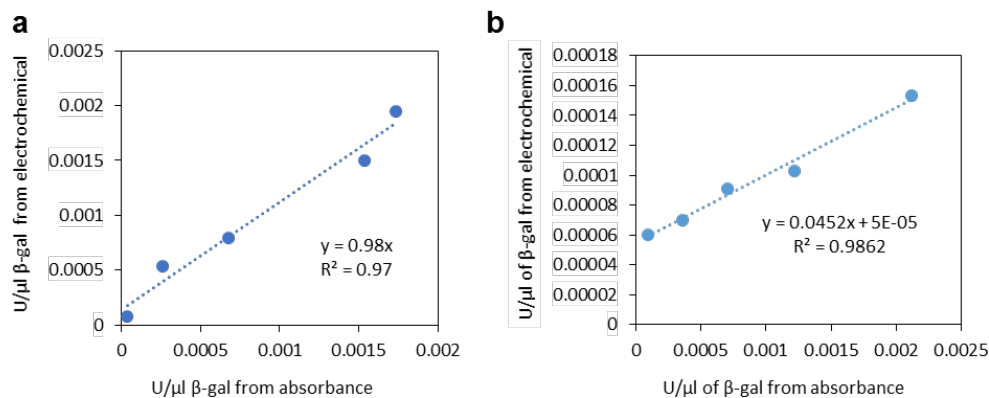 a
U/µl β-gal from electrochemical
0.0025
0.002
0.0015
0.001
0.0005
0
y = 0.98x
R² = 0.97
0 0.0005 0.001 0.0015 0.002
U/µl β-gal from absorbance
b
U/µl of β-gal from electrochemical
0.00018
0.00016
0.00014
0.00012
0.0001
0.00008
0.00006
0.00004
0.00002
0
y = 0.0452x + 5E-05
R² = 0.9862
0 0.0005 0.001 0.0015 0.002 0.0025
U/µl of β-gal from absorbance